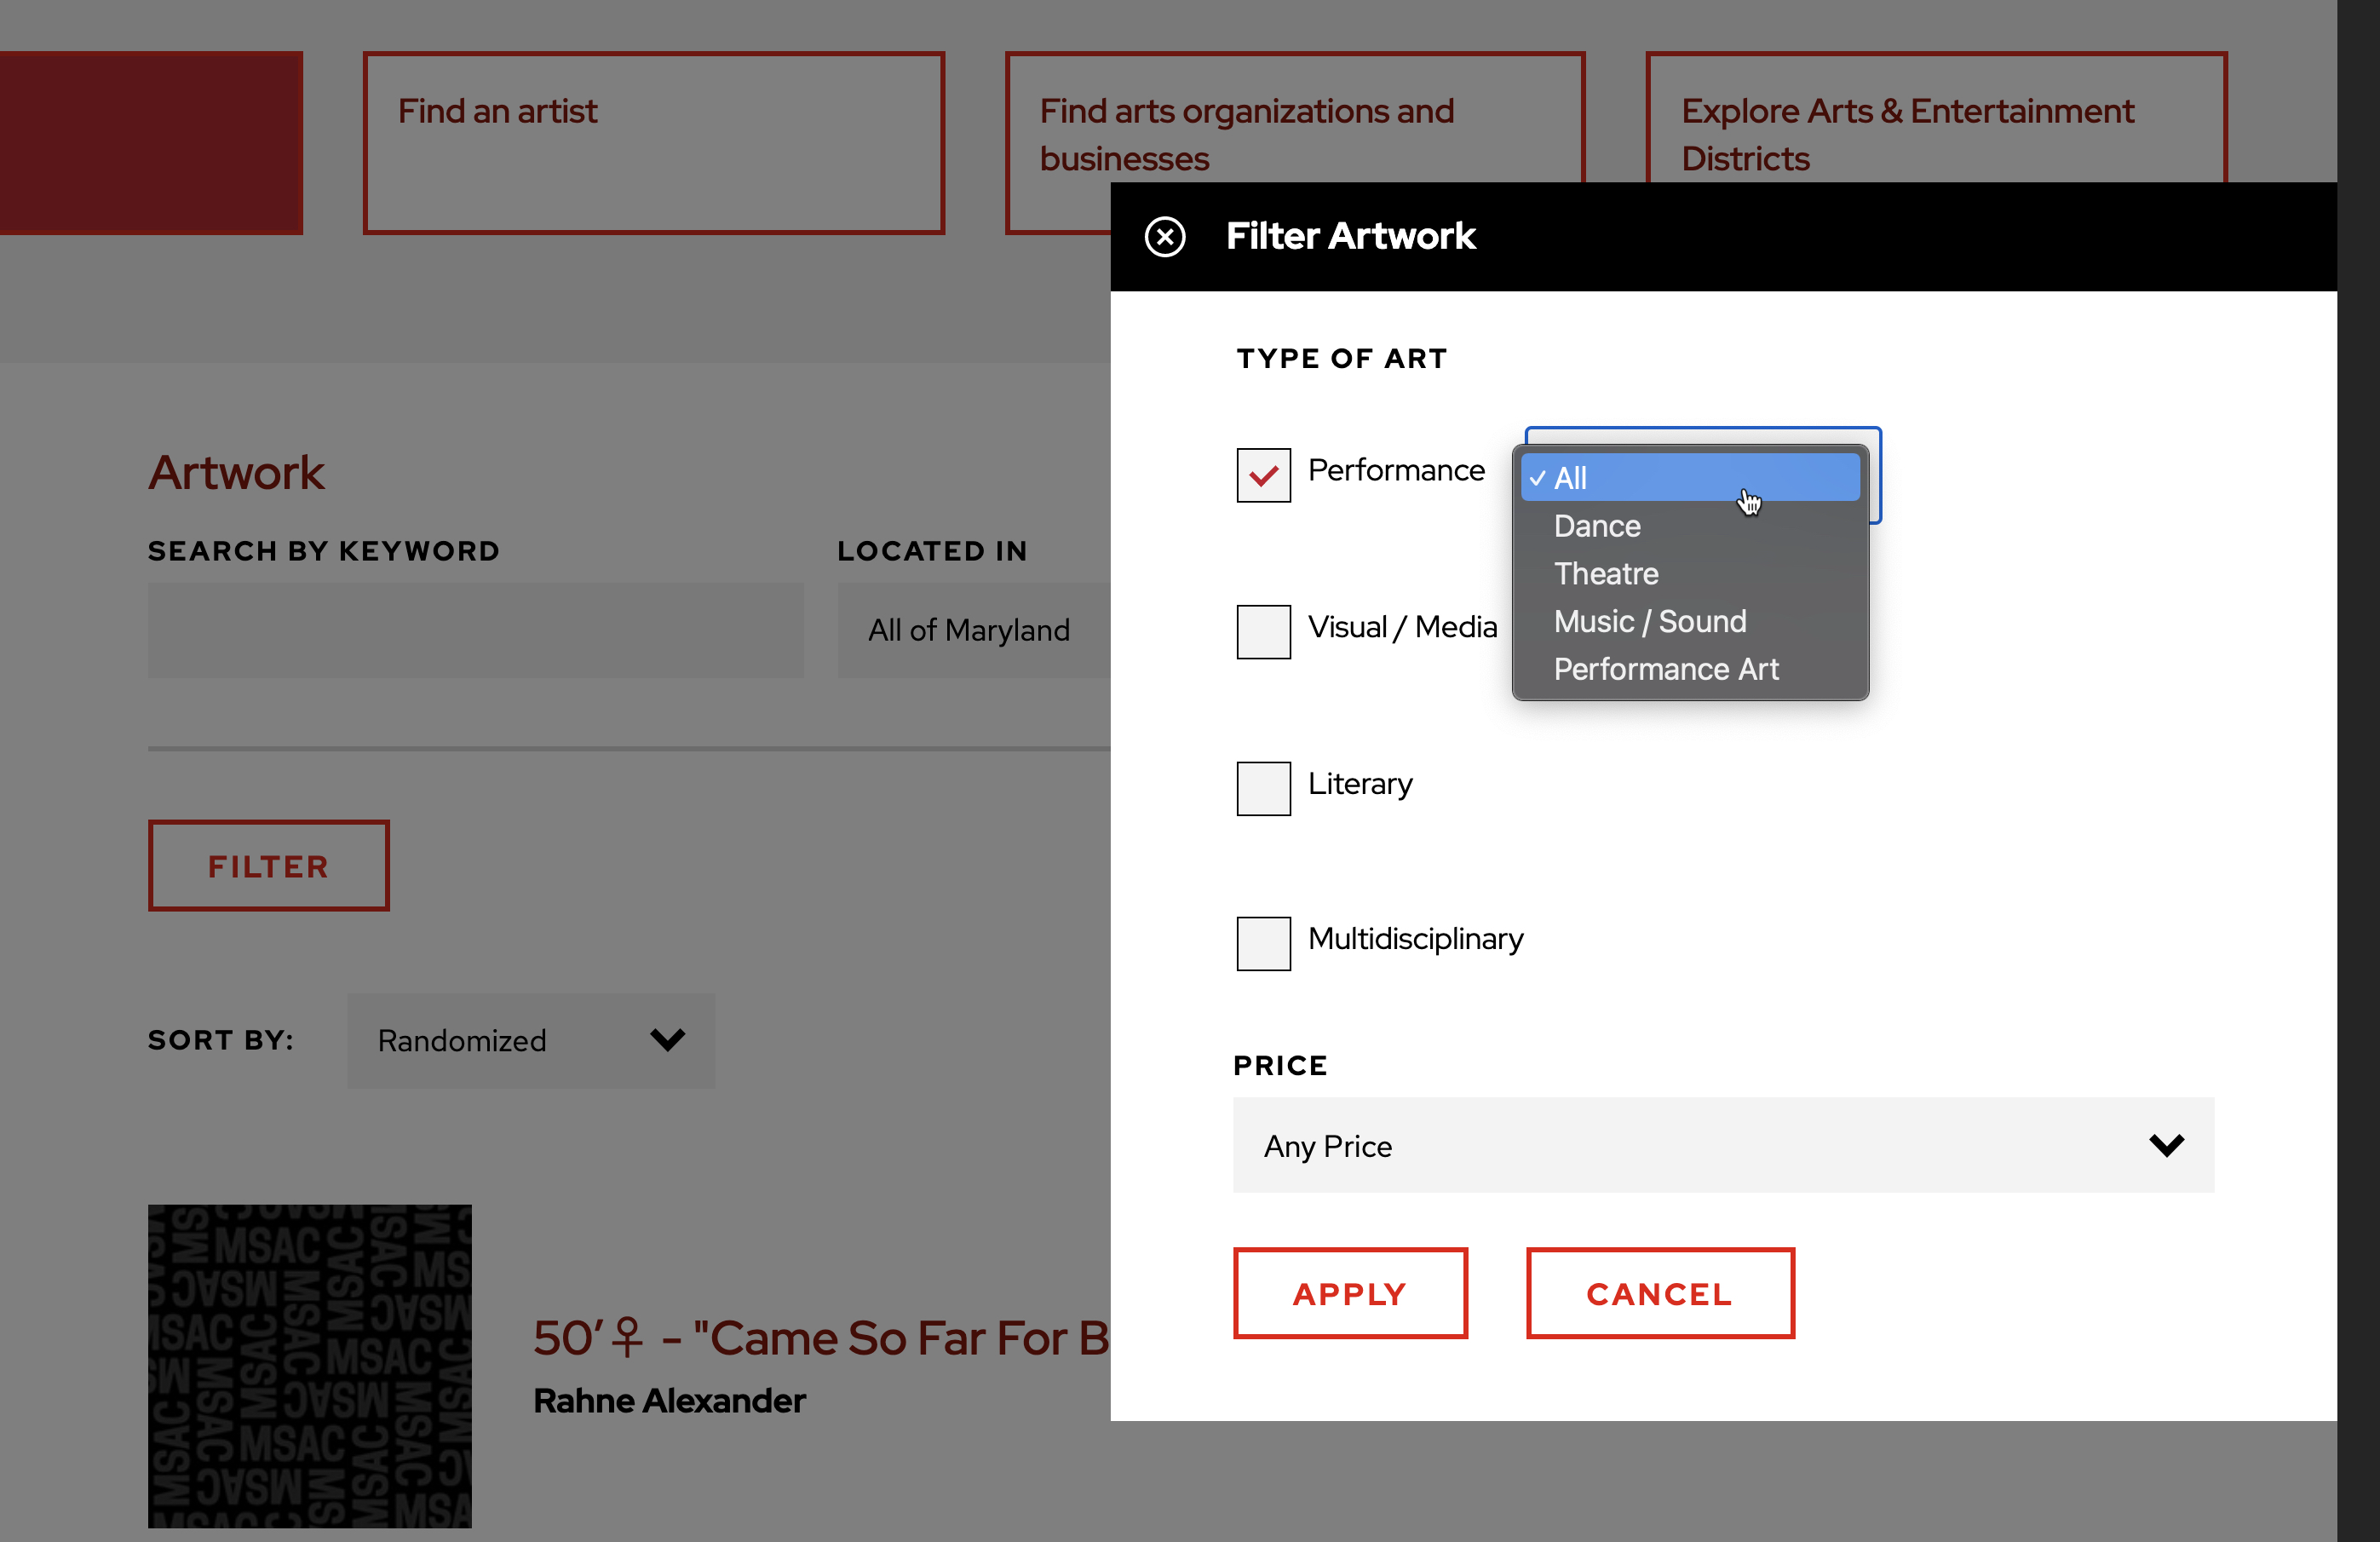 Find an artist
Find arts organizations and
businesses
Explore Arts & Entertainment
Districts
Filter Artwork
TYPE OF ART
Performance
✓ All
Dance
Theatre
Music / Sound
Performance Art
Visual / Media
Literary
Multidisciplinary
PRICE
Any Price
APPLY
CANCEL
Artwork
SEARCH BY KEYWORD
LOCATED IN
All of Maryland
FILTER
SORT BY:
Randomized
MSAC
50’♀ - "Came So Far For B
Rahne Alexander